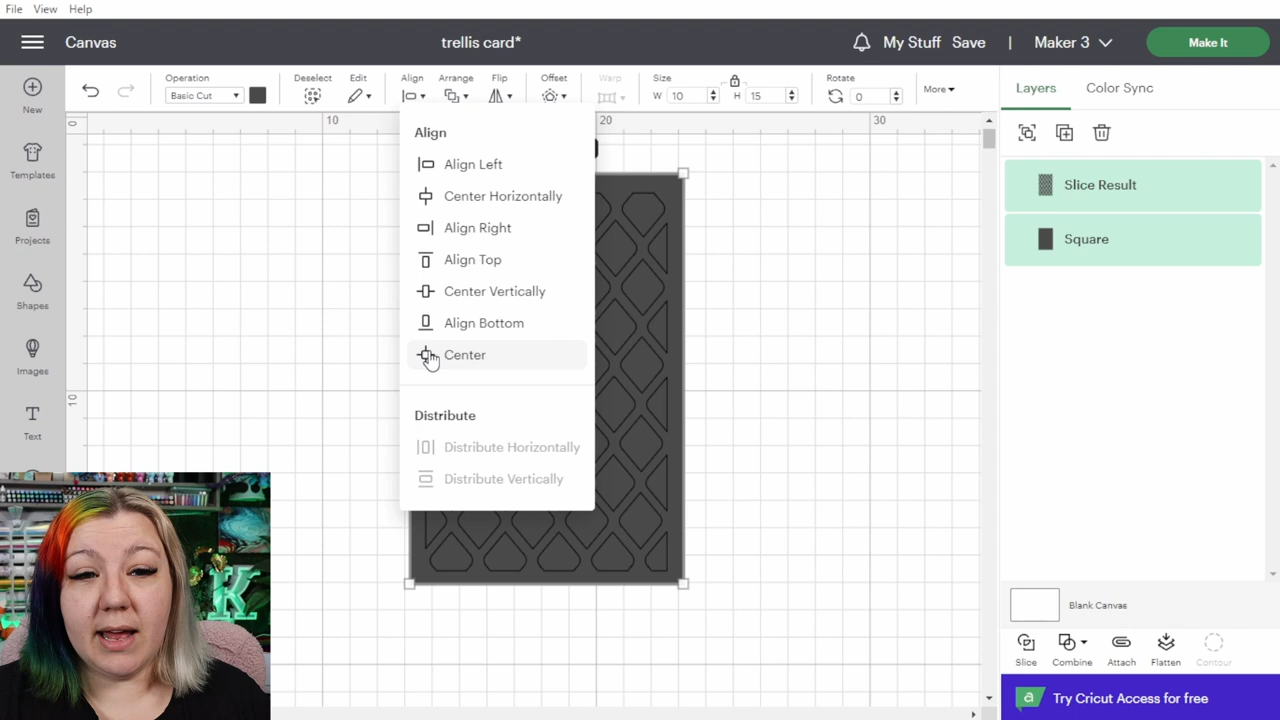 File View Help
Canvas
trellis card*
My Stuff Save | Maker 3
Make It
New
Templates
Projects
Shapes
Images
Text
Operation
Basic Cut
Deselect
Edit
Align
Arrange
Flip
Offset
Warp
Size
W 10
H 15
Rotate
0
More
0
10
20
30
10
Align
Align Left
Center Horizontally
Align Right
Align Top
Center Vertically
Align Bottom
Center
Distribute
Distribute Horizontally
Distribute Vertically
K
Layers Color Sync
Slice Result
Square
Blank Canvas
Slice Combine Attach Flatten Contour
a Try Cricut Access for free